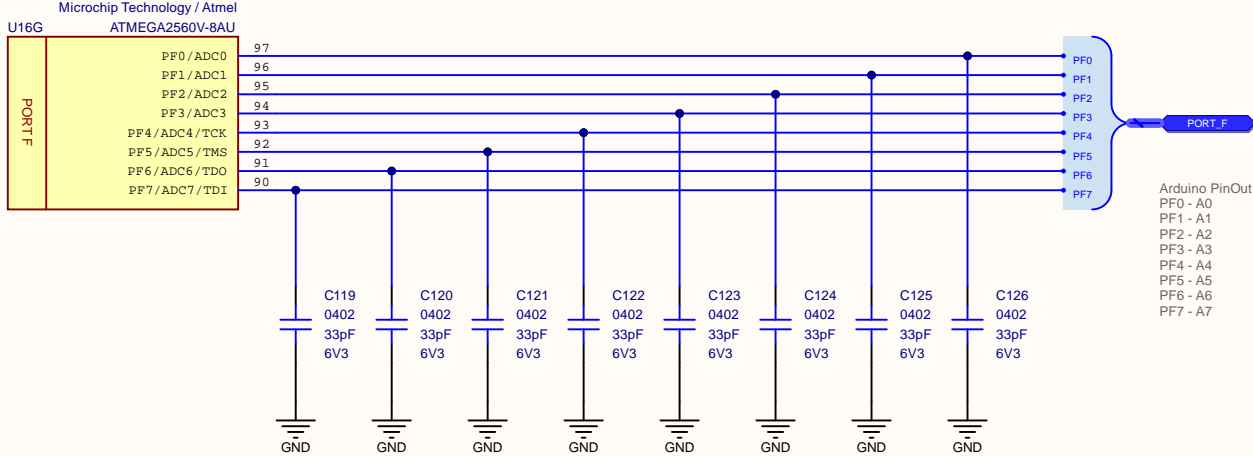 Microchip Technology / Atmel
U16G
ATMEGA2560V-8AU
PORT F
PF0/ADC0
97
PF0
PF1/ADC1
96
PF1
PF2/ADC2
95
PF2
PF3/ADC3
94
PF3
PF4/ADC4/TCK
93
PF4
PF5/ADC5/TMS
92
PF5
PF6/ADC6/TDO
91
PF6
PF7/ADC7/TDI
90
PF7
PORT_F
Arduino PinOut
PF0 - A0
PF1 - A1
PF2 - A2
PF3 - A3
PF4 - A4
PF5 - A5
PF6 - A6
PF7 - A7
C119
0402
33pF
6V3
C120
0402
33pF
6V3
C121
0402
33pF
6V3
C122
0402
33pF
6V3
C123
0402
33pF
6V3
C124
0402
33pF
6V3
C125
0402
33pF
6V3
C126
0402
33pF
6V3
GND
GND
GND
GND
GND
GND
GND
GND